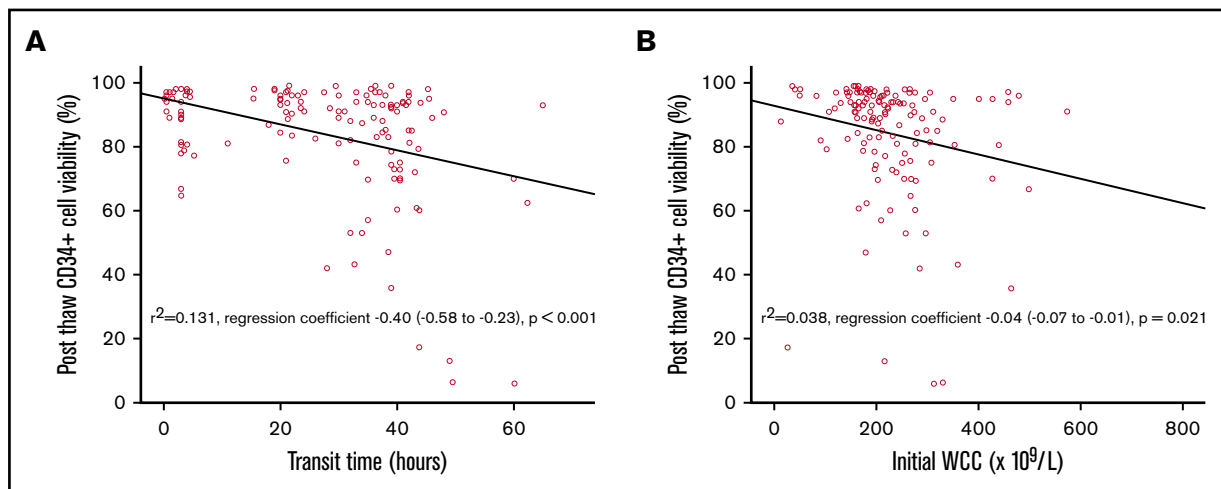 A
Post thaw CD34+ cell viability (%)
100
80
60
40
20
0
r²=0.131, regression coefficient -0.40 (-0.58 to -0.23), p < 0.001
0 20 40 60
Transit time (hours)
B
Post thaw CD34+ cell viability (%)
100
80
60
40
20
0
r²=0.038, regression coefficient -0.04 (-0.07 to -0.01), p = 0.021
0 200 400 600 800
Initial WCC (x 10⁹/L)